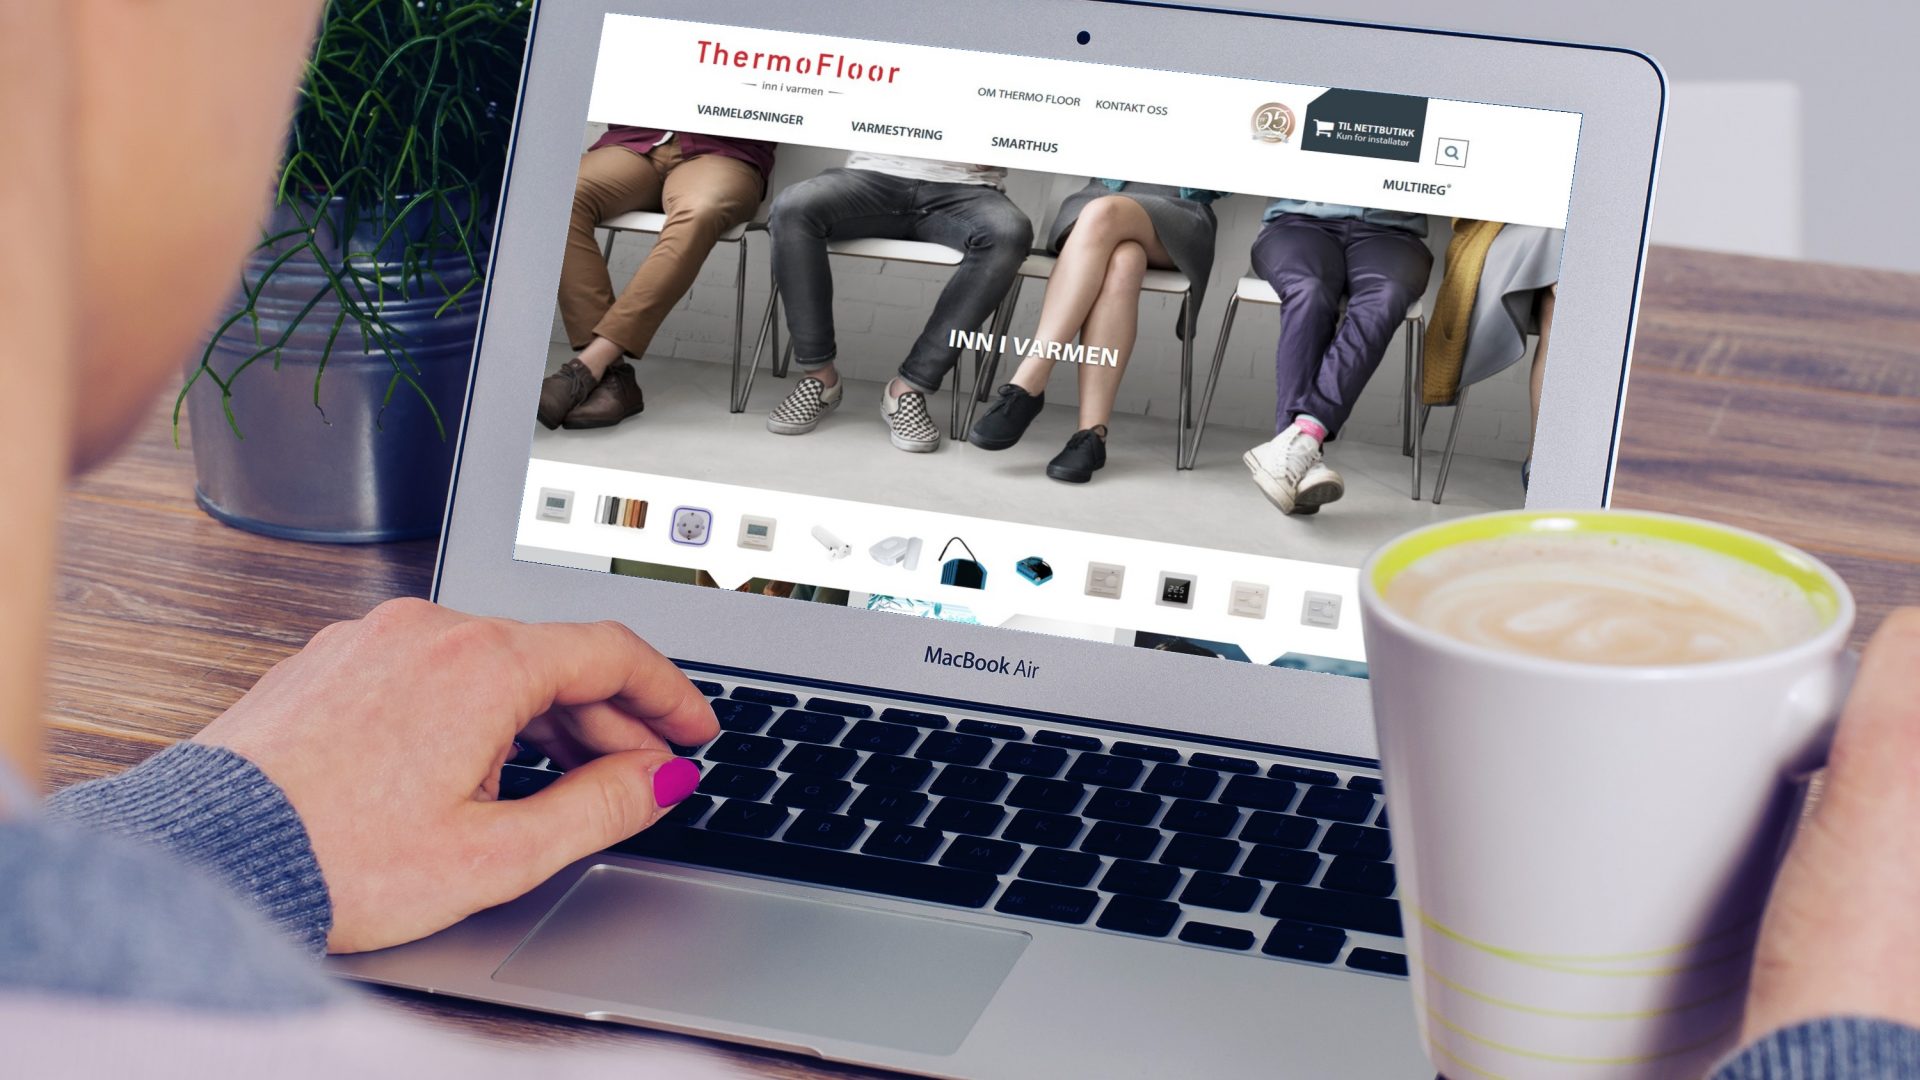 ThermoFloor
inn i varmen
OM THERMO FLOOR KONTAKT OSS
25
TIL NETTBUTIKK
Kun for installatør
VARMELØSNINGER VARMESTYRING SMARTHUS
MULTIREG®
INN I VARMEN
225
MacBook Air